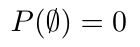 P(∅) = 0